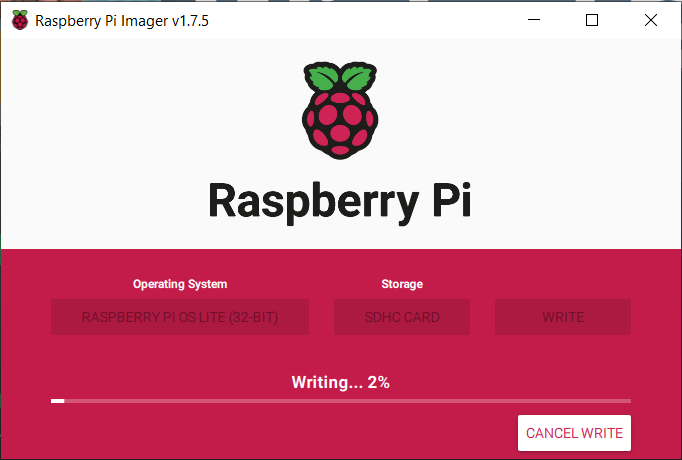 Raspberry Pi Imager v1.7.5
Raspberry Pi
Operating System Storage
RASPBERRY PI OS LITE (32-BIT) SDHC CARD WRITE
Writing... 2%
CANCEL WRITE